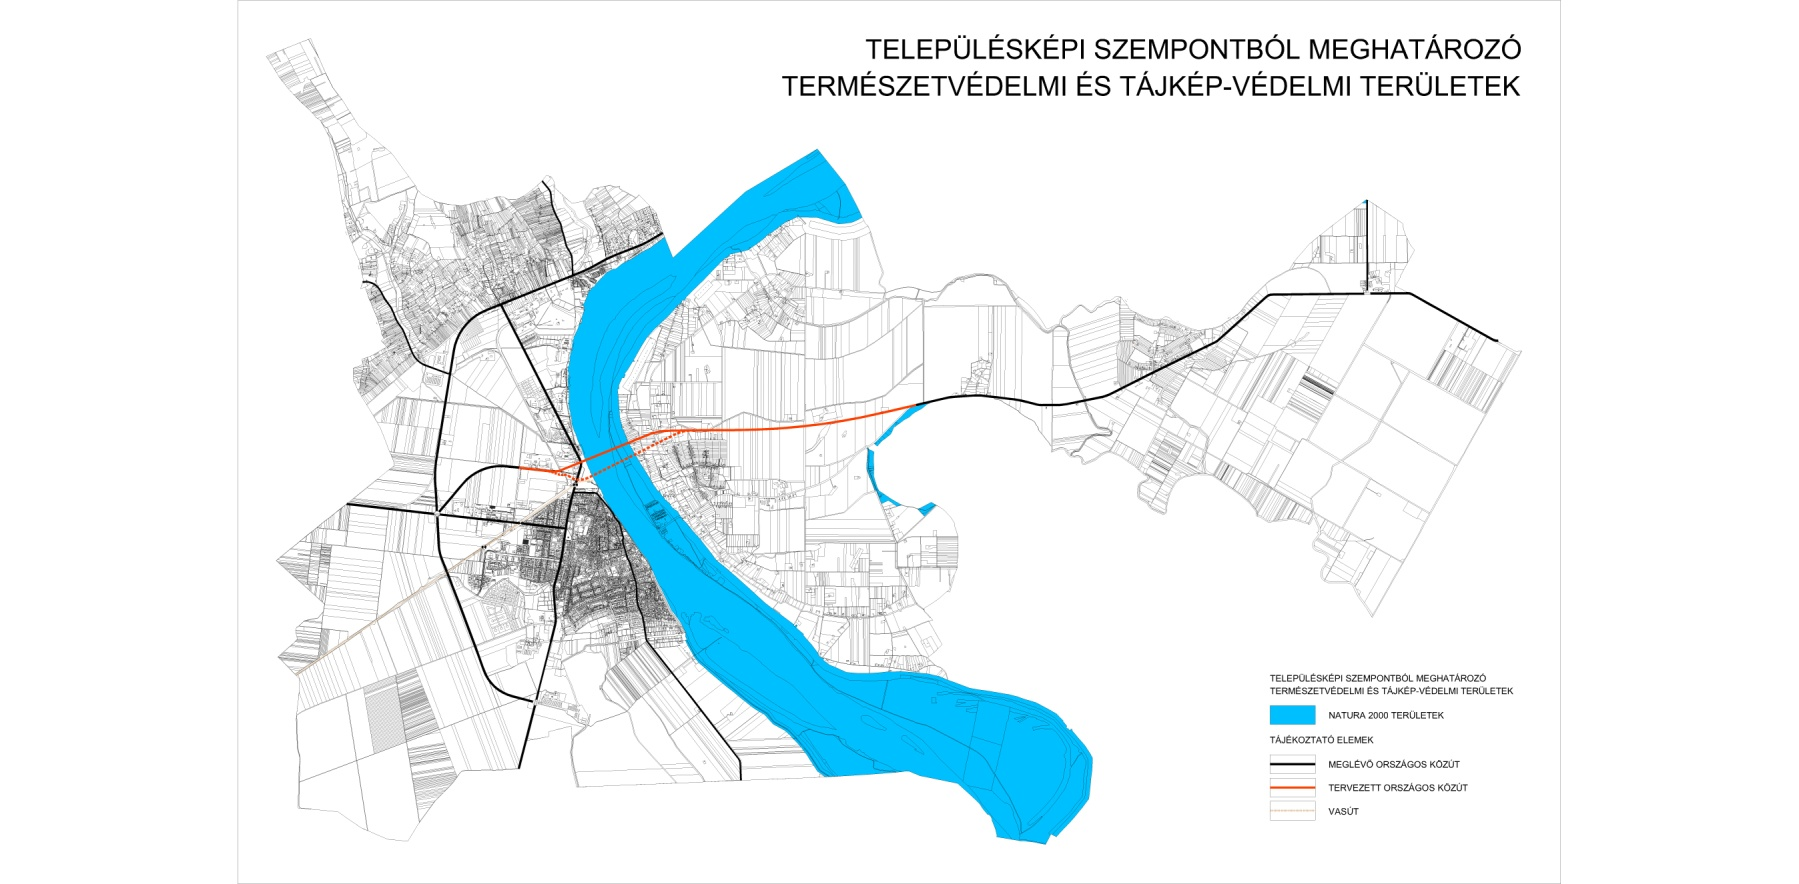 TELEPÜLÉSKÉPI SZEMPONTBÓL MEGHATÁROZÓ
TERMÉSZETVÉDELMI ÉS TÁJKÉP-VÉDELMI TERÜLETEK
TELEPÜLÉSKÉPI SZEMPONTBÓL MEGHATÁROZÓ
TERMÉSZETVÉDELMI ÉS TÁJKÉP-VÉDELMI TERÜLETEK
NATURA 2000 TERÜLETEK
TÁJÉKOZTATÓ ELEMEK
MEGLÉVŐ ORSZÁGOS KÖZÚT
TERVEZETT ORSZÁGOS KÖZÚT
VASÚT